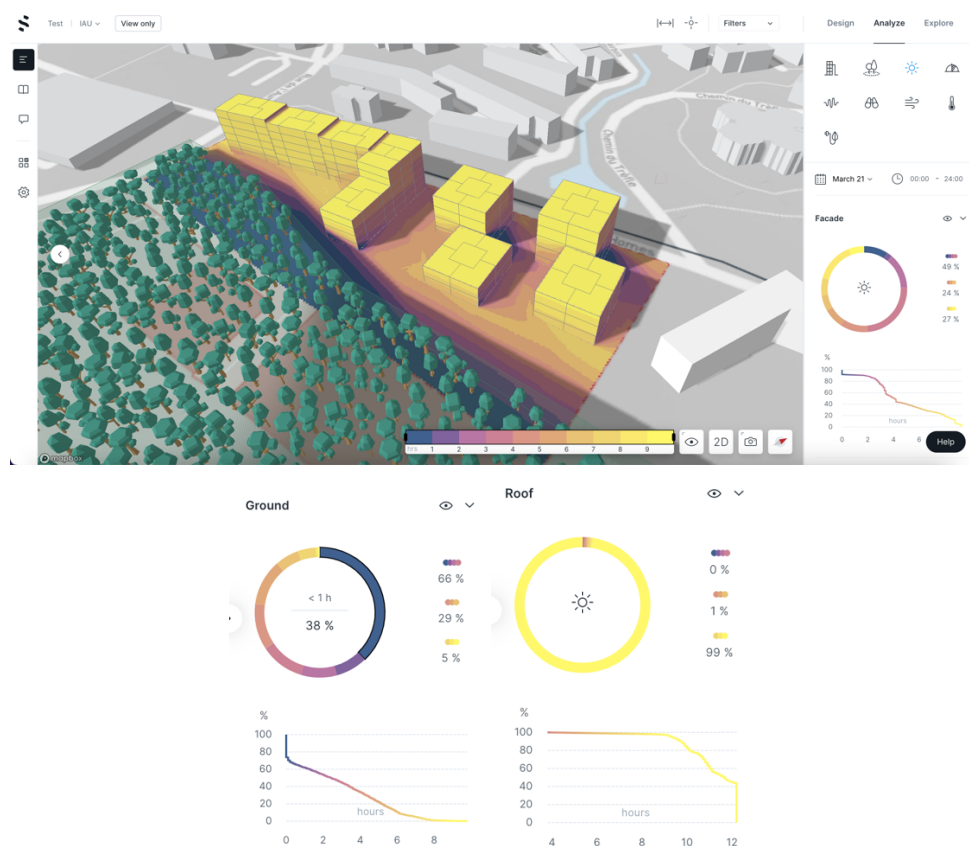 Test IAU View only
Filters
Design Analyze Explore
March 21 00:00 - 24:00
Chemin du Trèfle
Facade
49 %
24 %
27 %
%
100
80
60
40
20
0
hours
0 2 4 6
Help
hrs 1 2 3 4 5 6 7 8 9
2D
mapbox
Ground
< 1 h
38 %
66 %
29 %
5 %
%
100
80
60
40
20
0
hours
0 2 4 6 8
Roof
0 %
1 %
99 %
%
100
80
60
40
20
0
hours
4 6 8 10 12